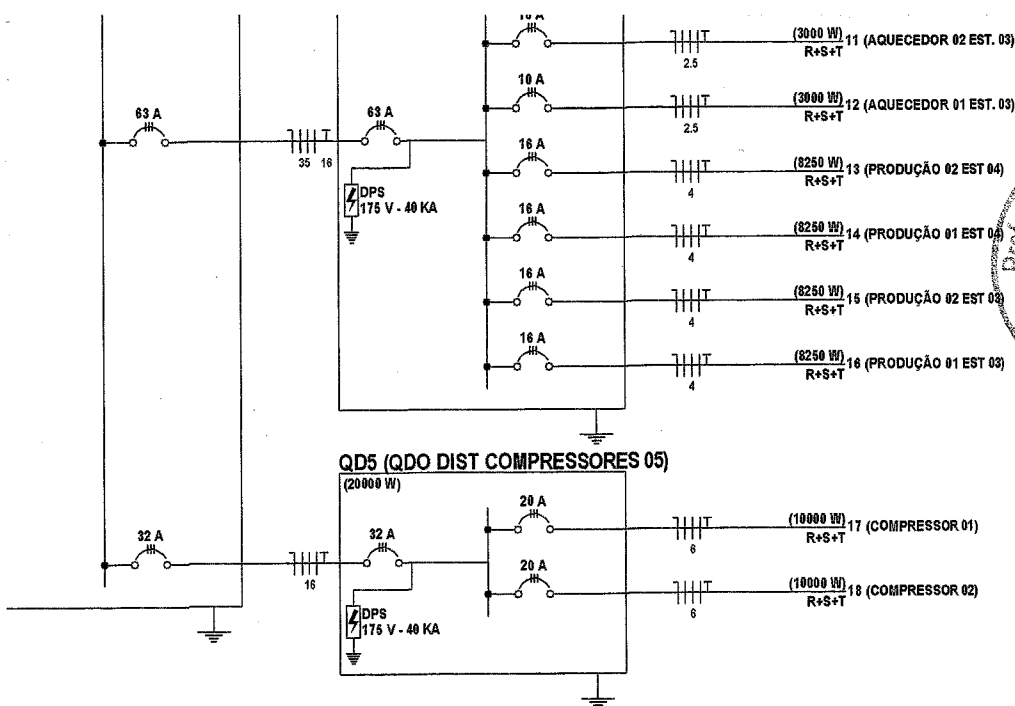 10 A
(3000 W) 11 (AQUECEDOR 02 EST. 03)
R+S+T
2.5
10 A
(3000 W) 12 (AQUECEDOR 01 EST. 03)
R+S+T
2.5
63 A
35 16
63 A
DPS
175 V - 40 KA
16 A
(8250 W) 13 (PRODUÇÃO 02 EST 04)
R+S+T
4
16 A
(8250 W) 14 (PRODUÇÃO 01 EST 04)
R+S+T
4
16 A
(8250 W) 15 (PRODUÇÃO 02 EST 03)
R+S+T
4
16 A
(8250 W) 16 (PRODUÇÃO 01 EST 03)
R+S+T
4
QD5 (QDO DIST COMPRESSORES 05)
(20000 W)
32 A
16
32 A
DPS
175 V - 40 KA
20 A
(10000 W) 17 (COMPRESSOR 01)
R+S+T
6
20 A
(10000 W) 18 (COMPRESSOR 02)
R+S+T
6